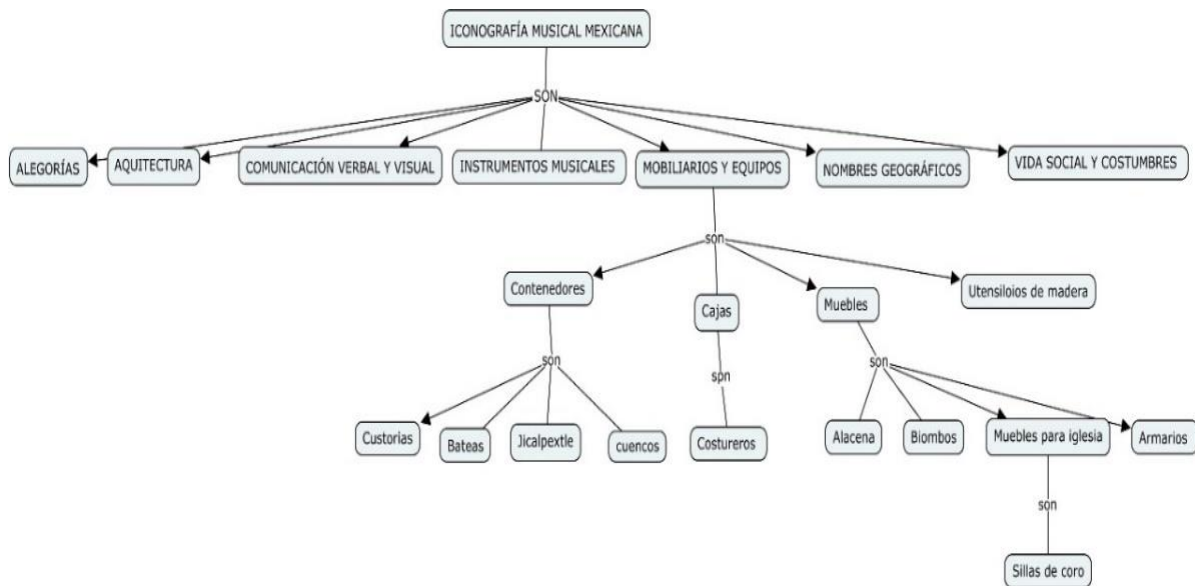 ICONOGRAFÍA MUSICAL MEXICANA
SON
ALEGORÍAS
AQUITECTURA
COMUNICACIÓN VERBAL Y VISUAL
INSTRUMENTOS MUSICALES
MOBILIARIOS Y EQUIPOS
NOMBRES GEOGRÁFICOS
VIDA SOCIAL Y COSTUMBRES
son
Contenedores
Cajas
Muebles
Utensiloios de madera
son
spn
son
Custorias
Bateas
Jicalpextle
cuencos
Costureros
Alacena
Biombos
Muebles para iglesia
Armarios
son
Sillas de coro